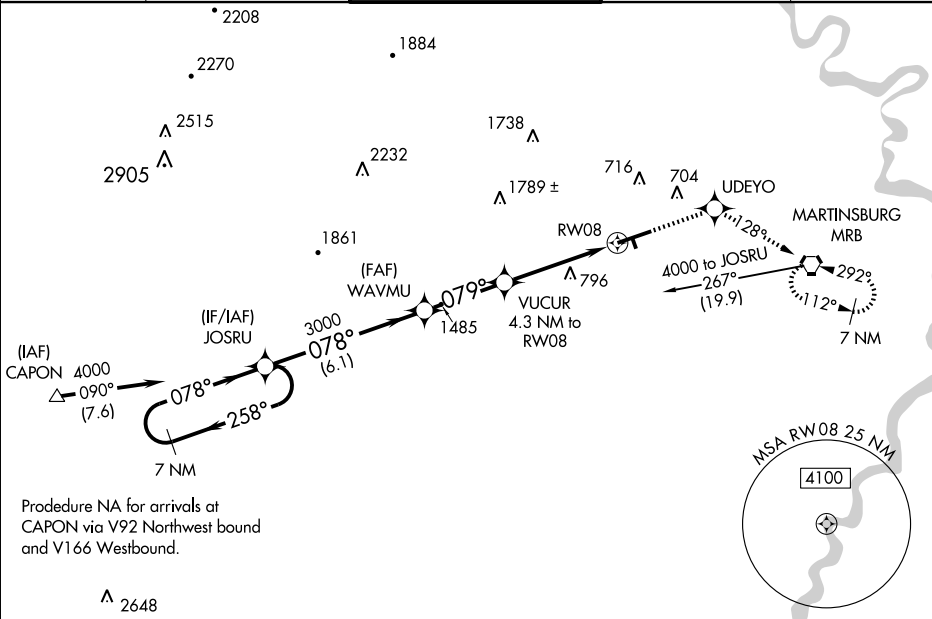 2208
1884
2270
2515
1738
2905
2232
716
704
1789 ±
UDEYO
MARTINSBURG
MRB
RW08
128°
1861
4000 to JOSRU
267°
(19.9)
292°
112°
7 NM
796
(FAF)
WAVMU
079°
VUCUR
4.3 NM to
RW08
1485
(IF/IAF)
JOSRU
3000
078°
(6.1)
(IAF)
CAPON
4000
090°
(7.6)
078°
258°
7 NM
MSA RW08 25 NM
4100
Prodedure NA for arrivals at
CAPON via V92 Northwest bound
and V166 Westbound.
2648